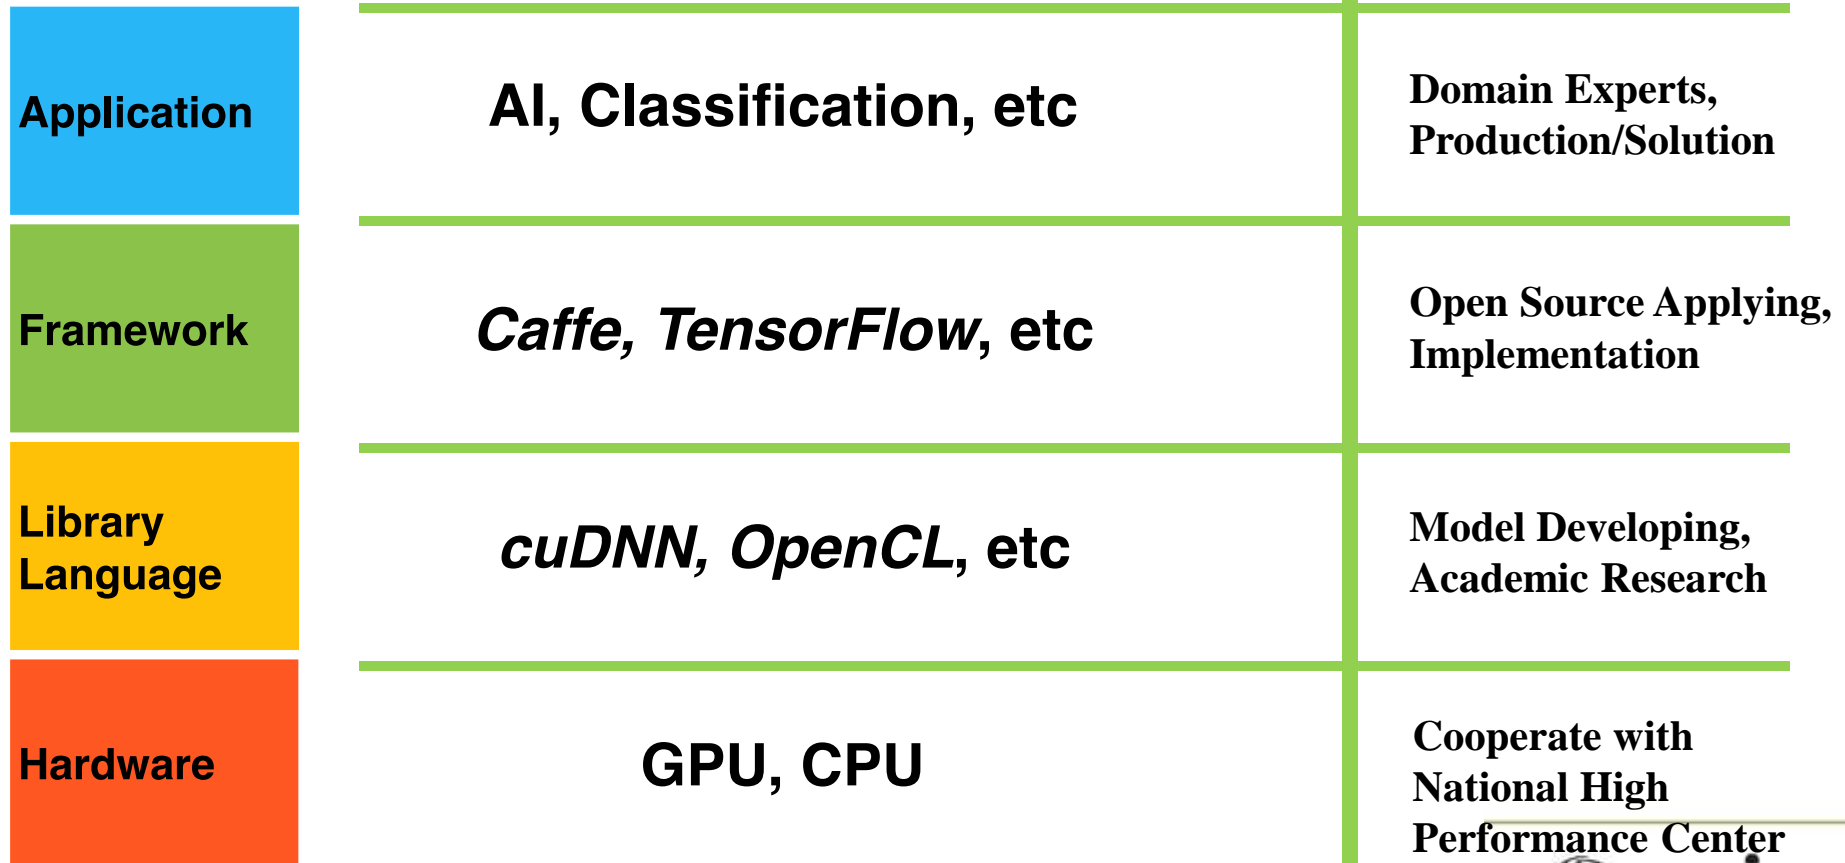 Application
AI, Classification, etc
Domain Experts,
Production/Solution
Framework
Caffe, TensorFlow, etc
Open Source Applying,
Implementation
Library
Language
cuDNN, OpenCL, etc
Model Developing,
Academic Research
Hardware
GPU, CPU
Cooperate with
National High
Performance Center